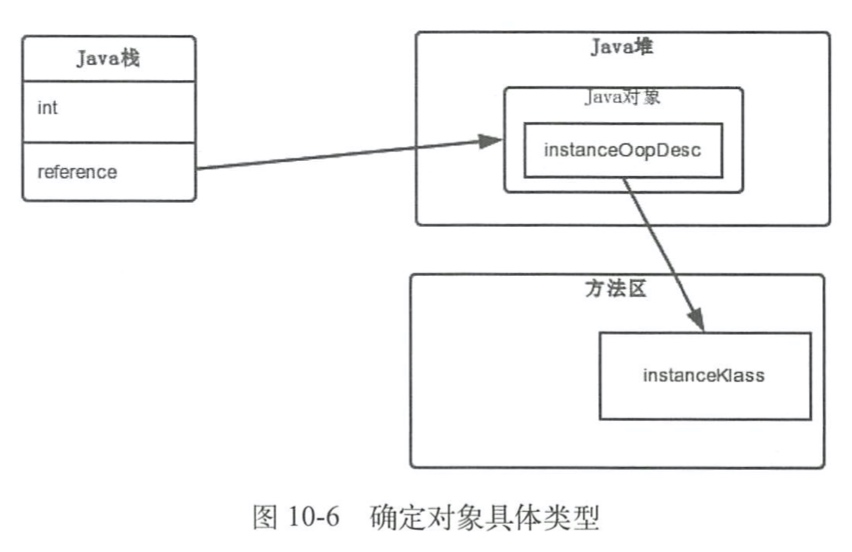 Java栈
int
reference
Java堆
Java对象
instanceOopDesc
方法区
instanceKlass
图 10-6 确定对象具体类型